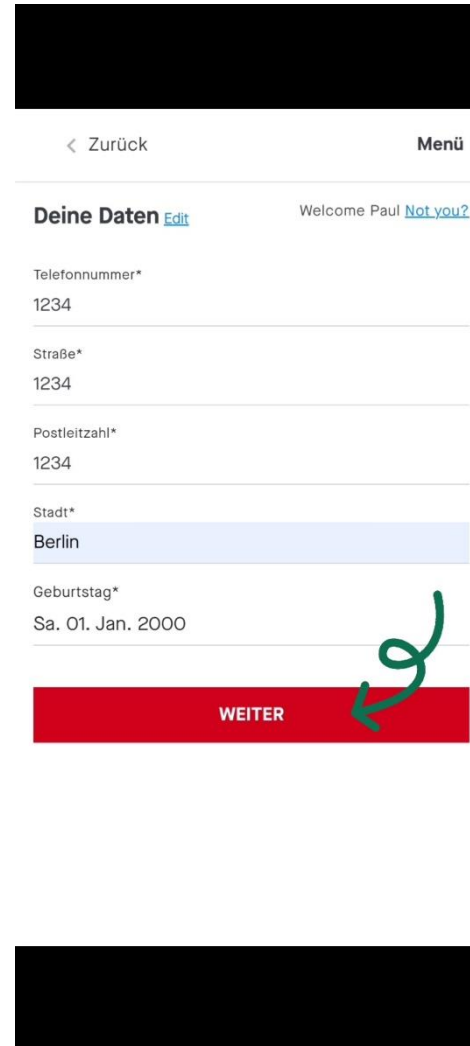 < Zurück
Menü
Deine Daten Edit
Welcome Paul Not you?
Telefonnummer*
1234
Straße*
1234
Postleitzahl*
1234
Stadt*
Berlin
Geburtstag*
Sa. 01. Jan. 2000
WEITER